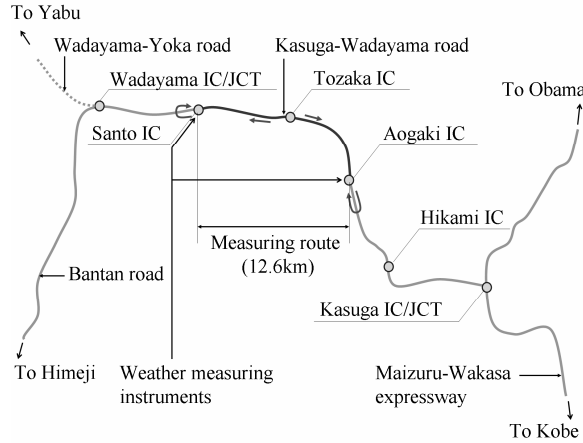 To Yabu
Wadayama-Yoka road
Kasuga-Wadayama road
Wadayama IC/JCT
Tozaka IC
To Obama
Santo IC
Aogaki IC
Hikami IC
Measuring route
(12.6km)
Bantan road
Kasuga IC/JCT
To Himeji
Weather measuring
instruments
Maizuru-Wakasa
expressway
To Kobe